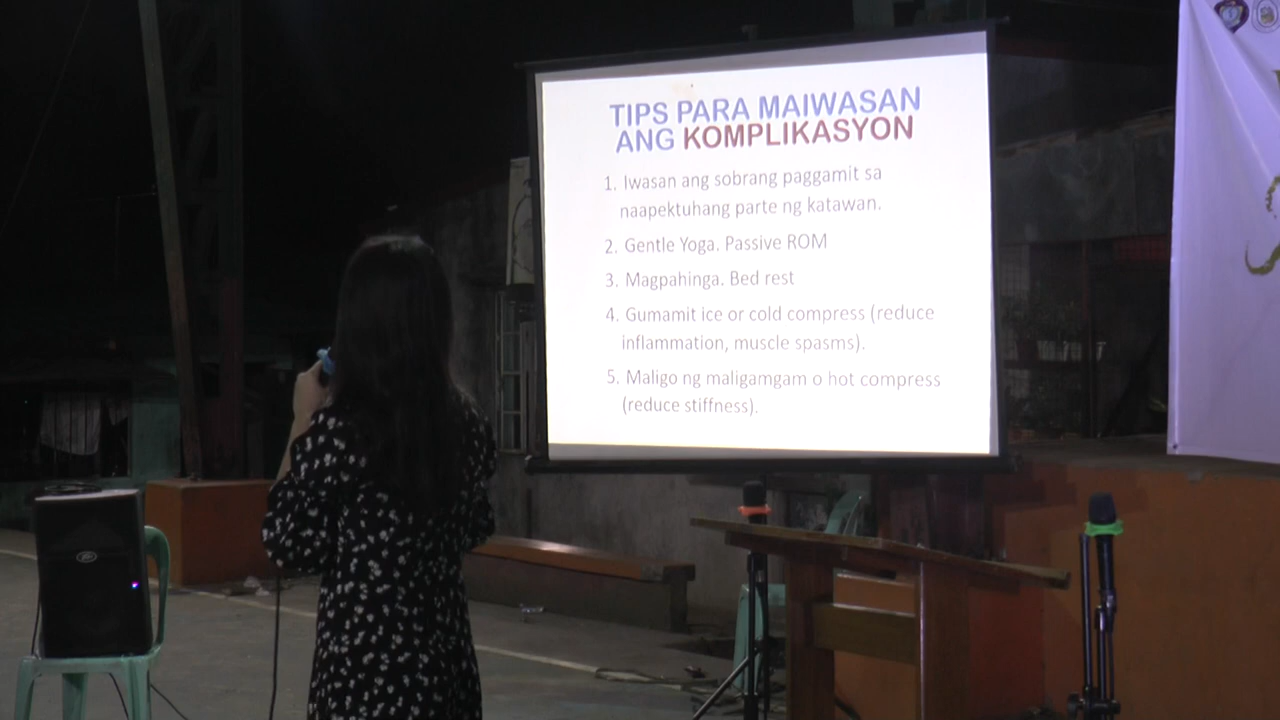 TIPS PARA MAIWASAN
ANG KOMPLIKASYON
1. Iwasan ang sobrang paggamit sa
naapektuhang parte ng katawan.
2. Gentle Yoga. Passive ROM
3. Magpahinga. Bed rest
4. Gumamit ice or cold compress (reduce
inflammation, muscle spasms).
5. Maligo ng maligamgam o hot compress
(reduce stiffness).